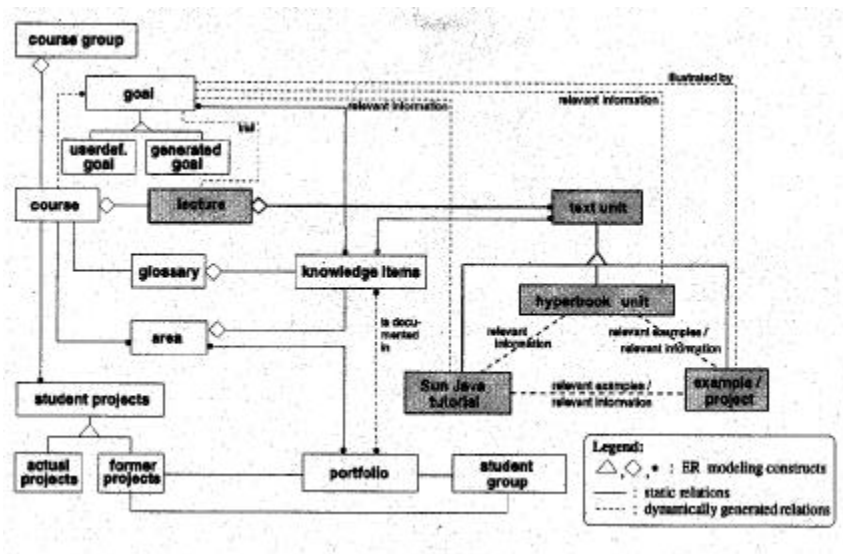 course group
goal
illustrated by
relevant information
relevant information
trial
userdef.
goal
generated
goal
course
lecture
text unit
glossary
knowledge items
hyperbook unit
is docu-
mented
in
area
relevant
information
relevant examples /
relevant information
Sun Java
tutorial
relevant examples /
relevant information
example /
project
student projects
actual
projects
former
projects
portfolio
student
group
Legend:
△,◇,• : ER modeling constructs
—— : static relations
----- : dynamically generated relations